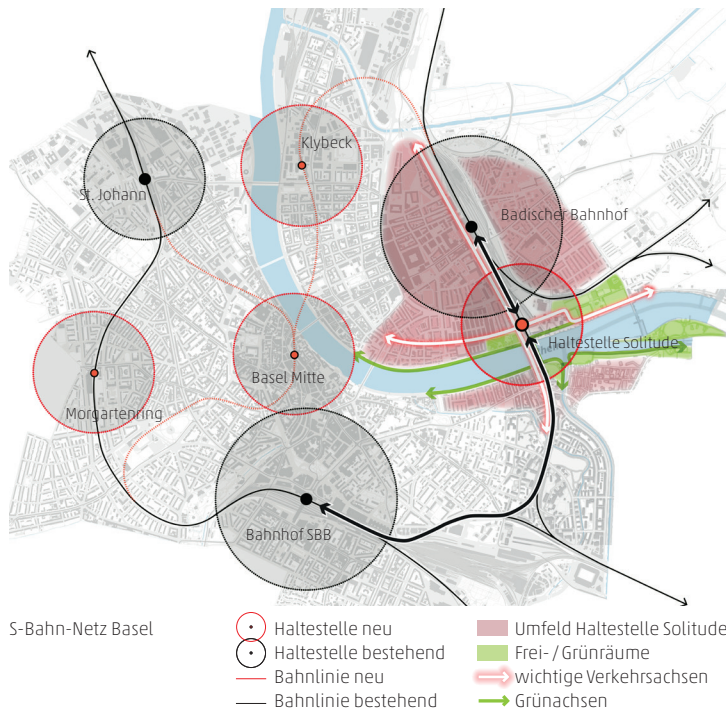 Klybeck
St. Johann
Badischer Bahnhof
Haltestelle Solitude
Basel Mitte
Morgartenring
Bahnhof SBB
S-Bahn-Netz Basel
Haltestelle neu
Haltestelle bestehend
Bahnlinie neu
Bahnlinie bestehend
Umfeld Haltestelle Solitude
Frei- / Grünräume
wichtige Verkehrsachsen
Grünachsen